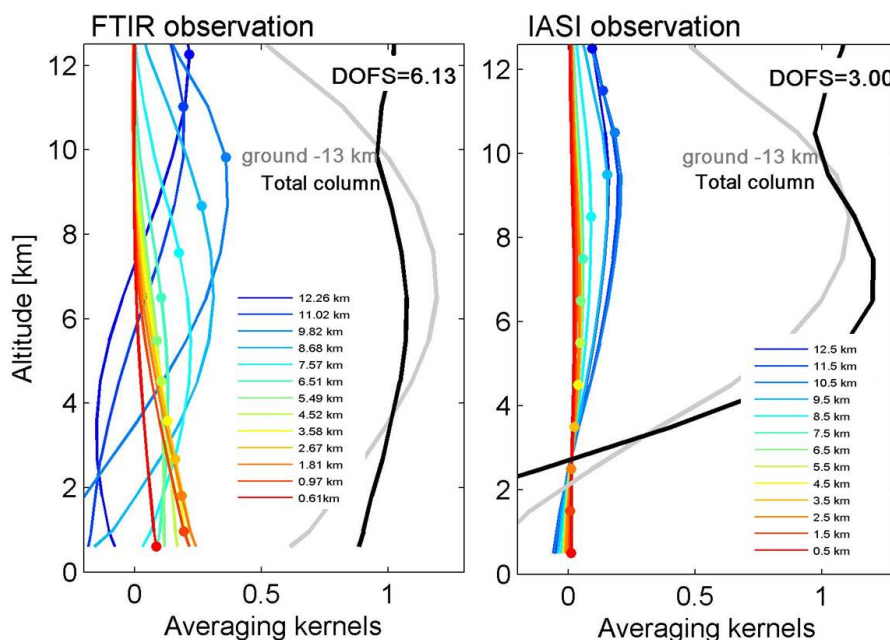 FTIR observation
12
10
8
6
4
2
0
Altitude [km]
DOFS=6.13
ground -13 km
Total column
12.26 km
11.02 km
9.82 km
8.68 km
7.57 km
6.51 km
5.49 km
4.52 km
3.58 km
2.67 km
1.81 km
0.97 km
0.61km
0
0.5
1
Averaging kernels
IASI observation
12
10
8
6
4
2
0
DOFS=3.00
ground -13 km
Total column
12.5 km
11.5 km
10.5 km
9.5 km
8.5 km
7.5 km
6.5 km
5.5 km
4.5 km
3.5 km
2.5 km
1.5 km
0.5 km
0
0.5
1
Averaging kernels